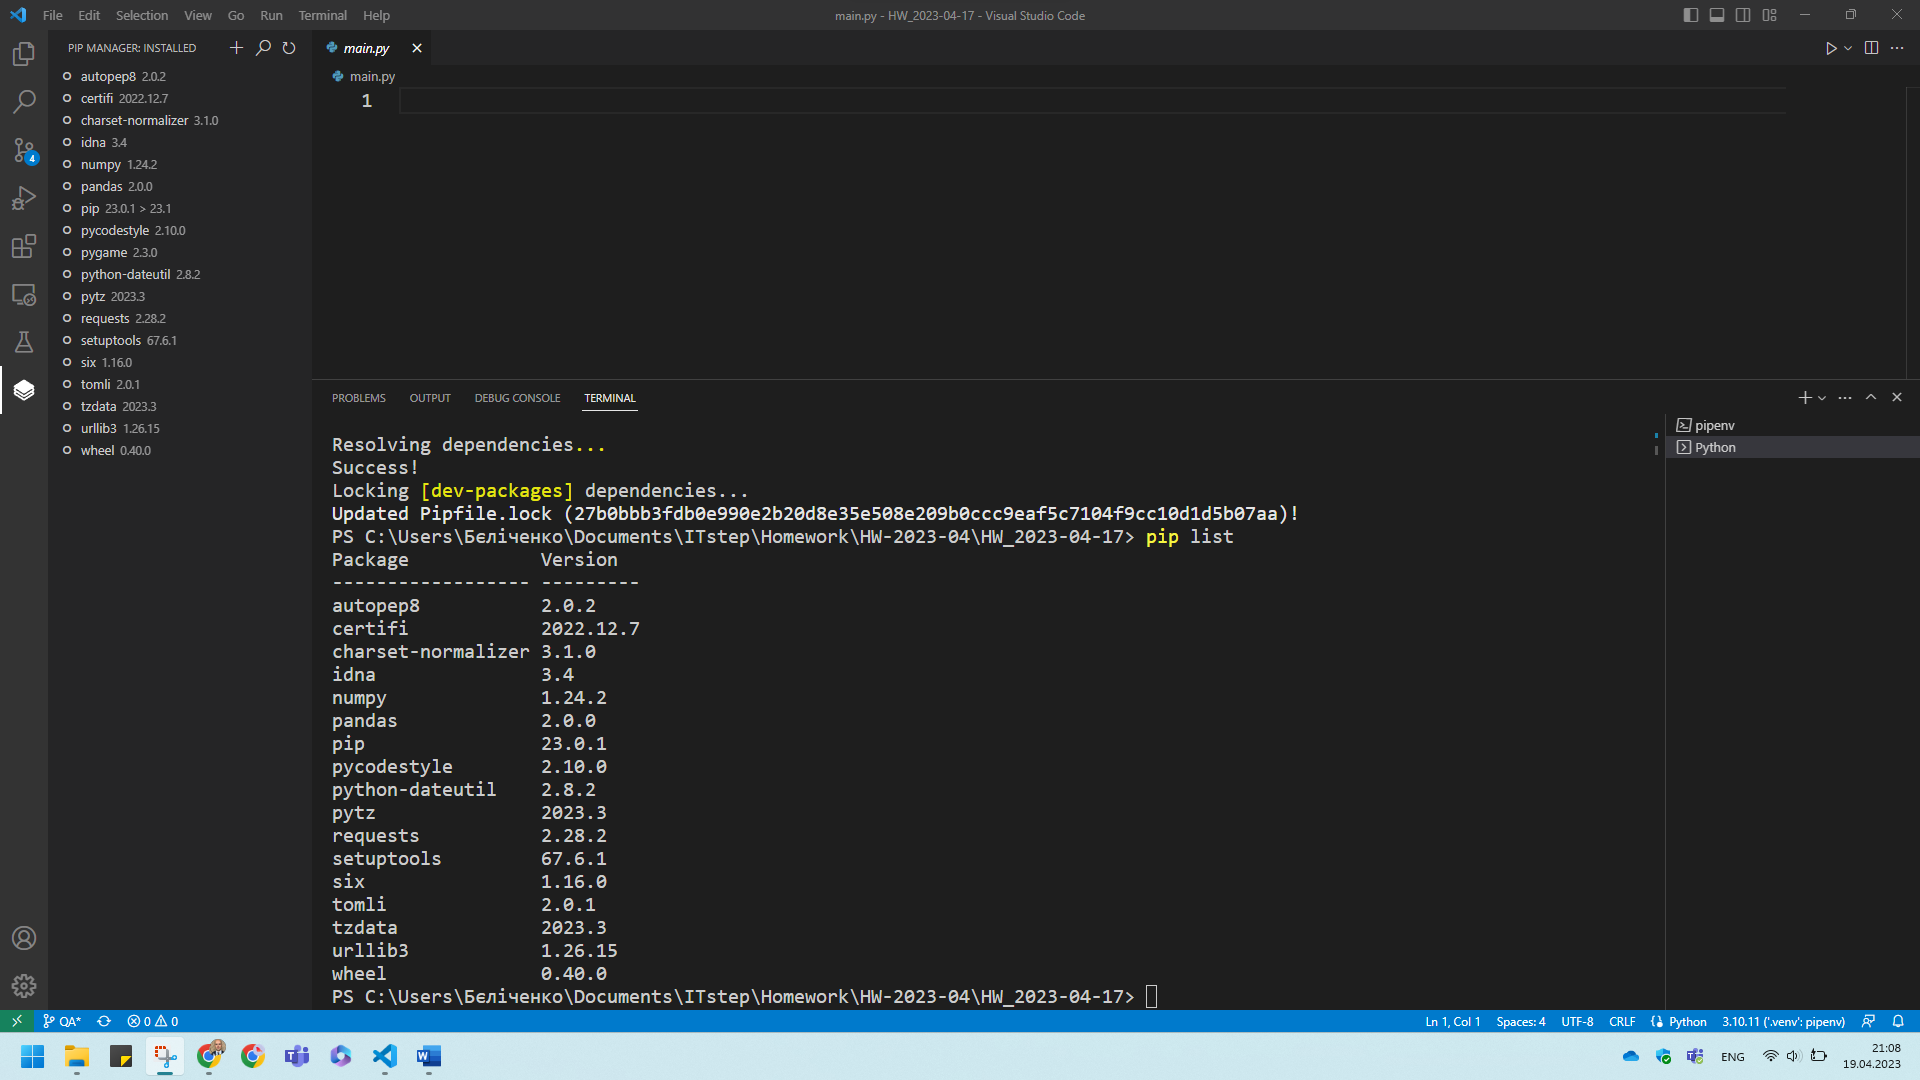 File Edit Selection View Go Run Terminal Help
main.py - HW_2023-04-17 - Visual Studio Code
PIP MANAGER: INSTALLED
autopep8 2.0.2
certifi 2022.12.7
charset-normalizer 3.1.0
idna 3.4
numpy 1.24.2
pandas 2.0.0
pip 23.0.1 > 23.1
pycodestyle 2.10.0
pygame 2.3.0
python-dateutil 2.8.2
pytz 2023.3
requests 2.28.2
setuptools 67.6.1
six 1.16.0
tomli 2.0.1
tzdata 2023.3
urllib3 1.26.15
wheel 0.40.0
4
main.py
main.py
1
PROBLEMS OUTPUT DEBUG CONSOLE TERMINAL
Resolving dependencies...
Success!
Locking [dev-packages] dependencies...
Updated Pipfile.lock (27b0bbb3fdb0e990e2b20d8e35e508e209b0ccc9eaf5c7104f9cc10d1d5b07aa)!
PS C:\Users\Бєліченко\Documents\ITstep\Homework\HW-2023-04\HW_2023-04-17> pip list
Package Version
------------------ ---------
autopep8 2.0.2
certifi 2022.12.7
charset-normalizer 3.1.0
idna 3.4
numpy 1.24.2
pandas 2.0.0
pip 23.0.1
pycodestyle 2.10.0
python-dateutil 2.8.2
pytz 2023.3
requests 2.28.2
setuptools 67.6.1
six 1.16.0
tomli 2.0.1
tzdata 2023.3
urllib3 1.26.15
wheel 0.40.0
PS C:\Users\Бєліченко\Documents\ITstep\Homework\HW-2023-04\HW_2023-04-17>
pipenv
Python
QA* 0 0
Ln 1, Col 1 Spaces: 4 UTF-8 CRLF Python 3.10.11 ('.venv': pipenv)
ENG
21:08
19.04.2023